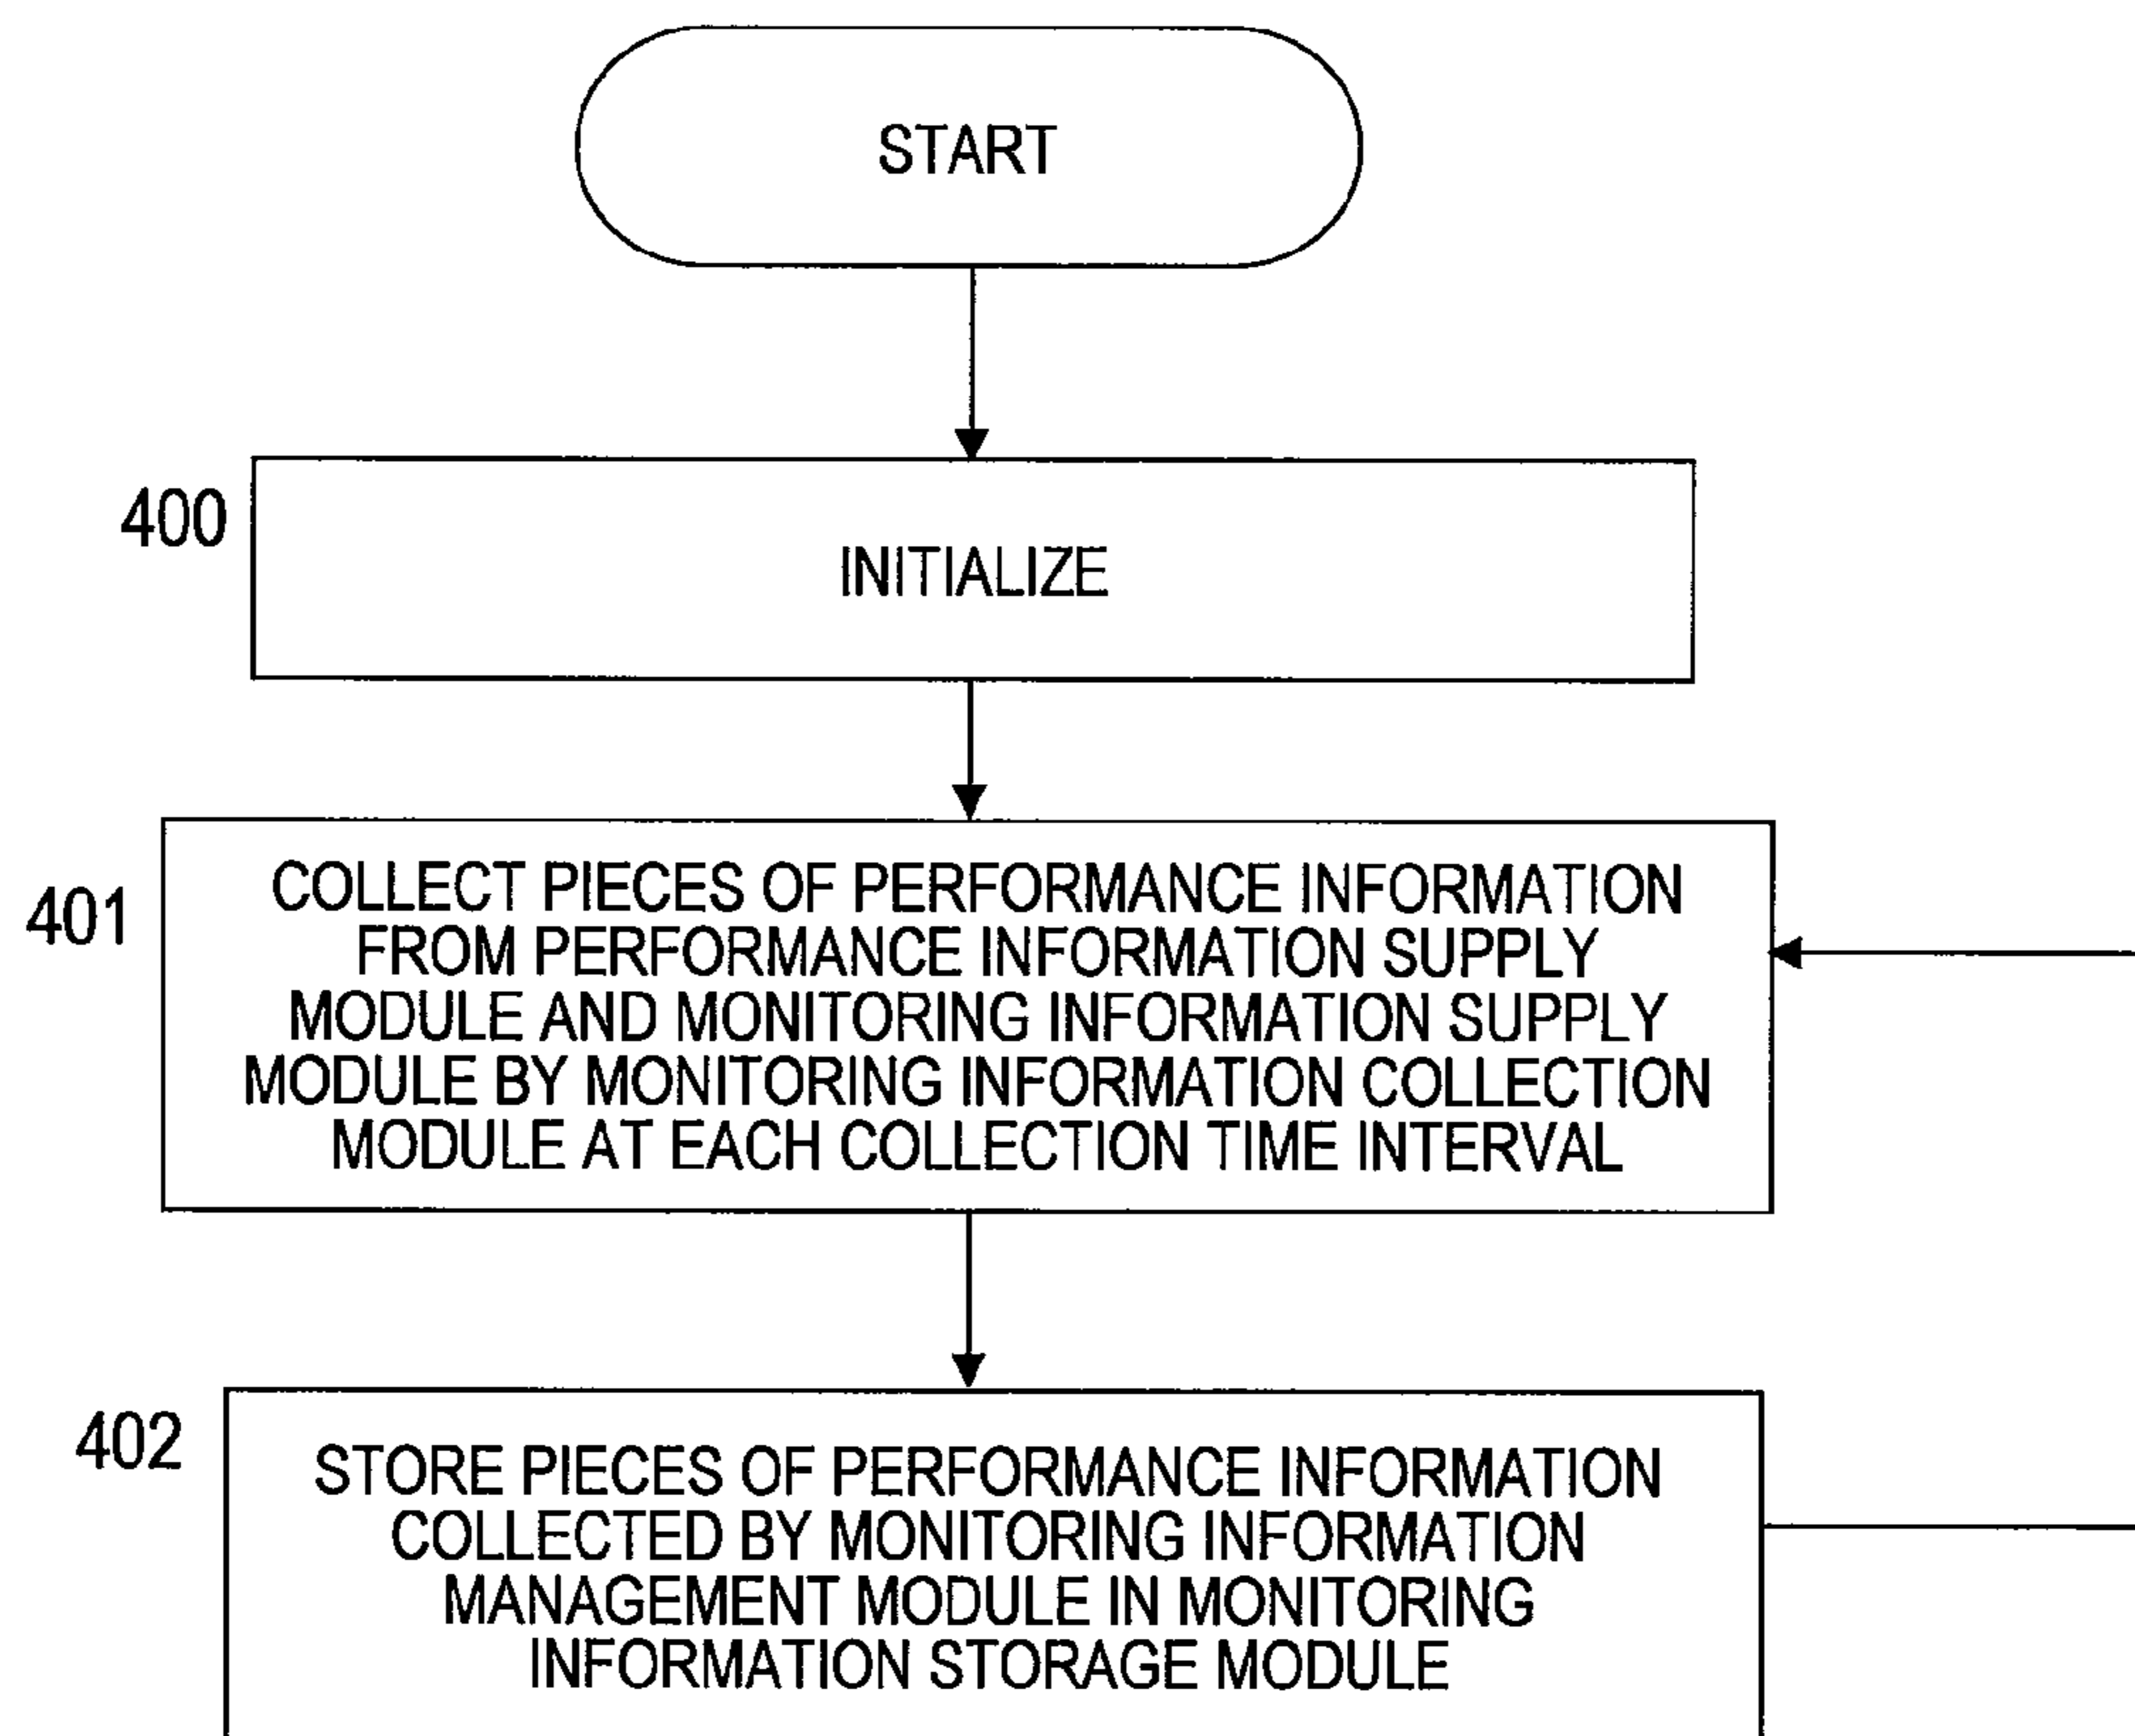 START
400
INITIALIZE
401
COLLECT PIECES OF PERFORMANCE INFORMATION
FROM PERFORMANCE INFORMATION SUPPLY
MODULE AND MONITORING INFORMATION SUPPLY
MODULE BY MONITORING INFORMATION COLLECTION
MODULE AT EACH COLLECTION TIME INTERVAL
402
STORE PIECES OF PERFORMANCE INFORMATION
COLLECTED BY MONITORING INFORMATION
MANAGEMENT MODULE IN MONITORING
INFORMATION STORAGE MODULE